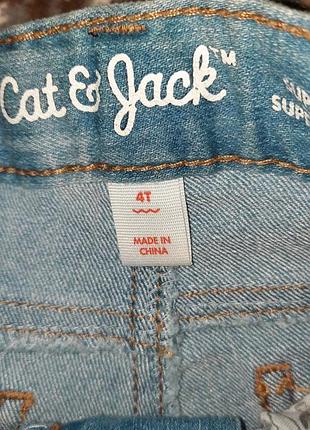 Cat & Jack™
4T
MADE IN
CHINA